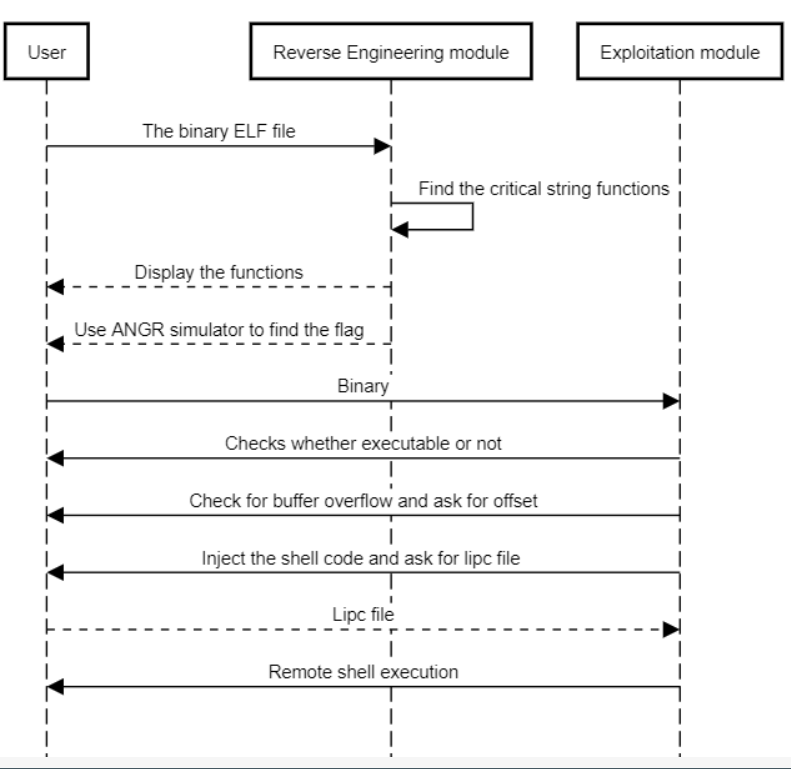 User
Reverse Engineering module
Exploitation module
The binary ELF file
Find the critical string functions
Display the functions
Use ANGR simulator to find the flag
Binary
Checks whether executable or not
Check for buffer overflow and ask for offset
Inject the shell code and ask for lipc file
Lipc file
Remote shell execution